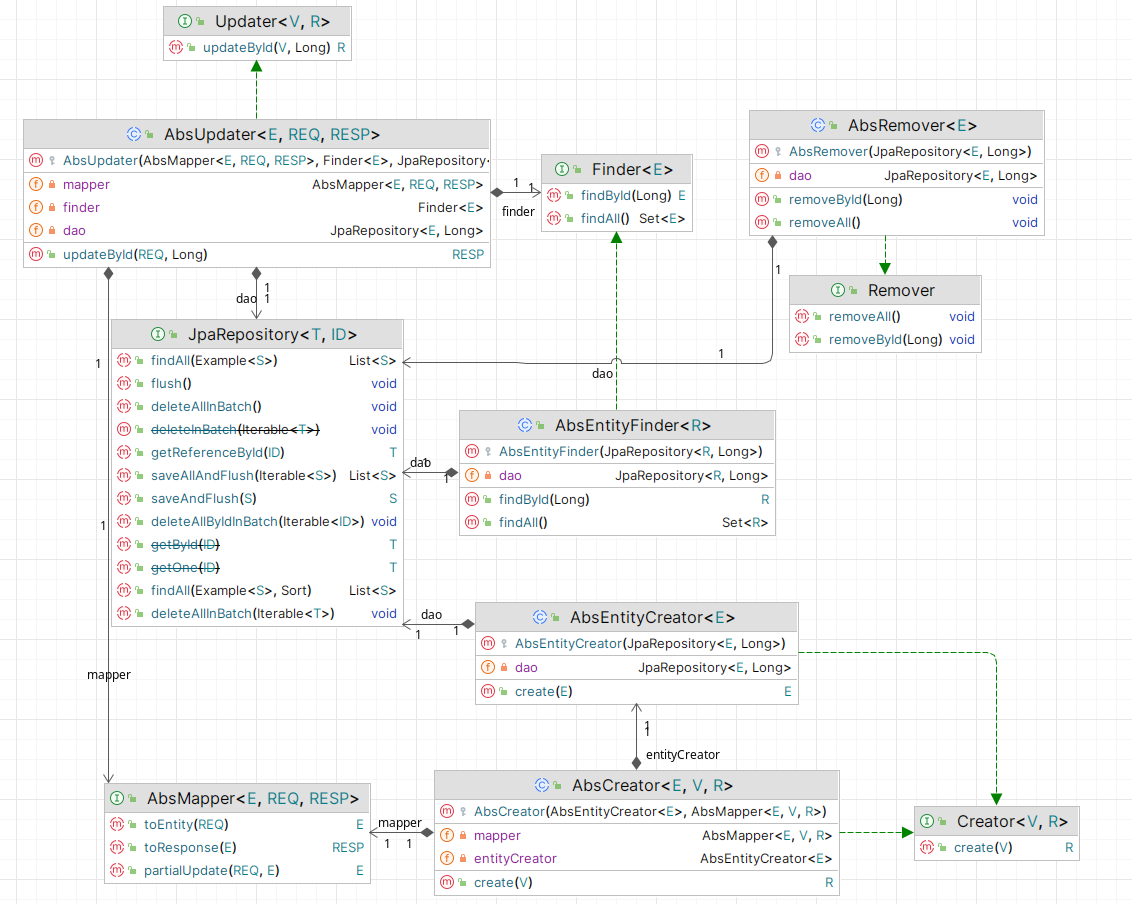 Updater<V, R>
updateById(V, Long) R
AbsUpdater<E, REQ, RESP>
AbsUpdater(AbsMapper<E, REQ, RESP>, Finder<E>, JpaRepository
mapper AbsMapper<E, REQ, RESP>
finder Finder<E>
dao JpaRepository<E, Long>
updateById(REQ, Long) RESP
1 1
finder
Finder<E>
findById(Long) E
findAll() Set<E>
AbsRemover<E>
AbsRemover(JpaRepository<E, Long>)
dao JpaRepository<E, Long>
removeById(Long) void
removeAll() void
1
Remover
removeAll() void
removeById(Long) void
1
dao 1
JpaRepository<T, ID>
findAll(Example<S>) List<S>
flush() void
deleteAllInBatch() void
deleteInBatch(Iterable<T>) void
getReferenceById(ID) T
saveAllAndFlush(Iterable<S>) List<S>
saveAndFlush(S) S
deleteAllByIdInBatch(Iterable<ID>) void
getById(ID) T
getOne(ID) T
findAll(Example<S>, Sort) List<S>
deleteAllInBatch(Iterable<T>) void
1
dao
1
1
mapper
AbsEntityFinder<R>
AbsEntityFinder(JpaRepository<R, Long>)
dao JpaRepository<R, Long>
findById(Long) R
findAll() Set<R>
dao
1
1
AbsEntityCreator<E>
AbsEntityCreator(JpaRepository<E, Long>)
dao JpaRepository<E, Long>
create(E) E
dao
1 1
1
1
entityCreator
AbsMapper<E, REQ, RESP>
toEntity(REQ) E
toResponse(E) RESP
partialUpdate(REQ, E) E
mapper
1 1
AbsCreator<E, V, R>
AbsCreator(AbsEntityCreator<E>, AbsMapper<E, V, R>)
mapper AbsMapper<E, V, R>
entityCreator AbsEntityCreator<E>
create(V) R
Creator<V, R>
create(V) R